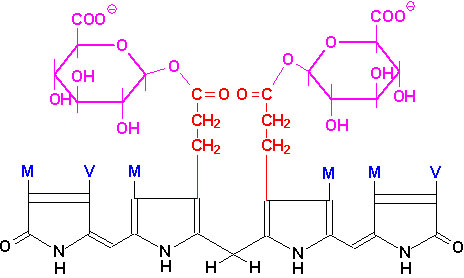 COO⊖ COO⊖
O O
OH O O OH
OH OH
OH C=O O=C OH
CH2 CH2
CH2 CH2
M V M M M V
O N H N H H H N H N H O